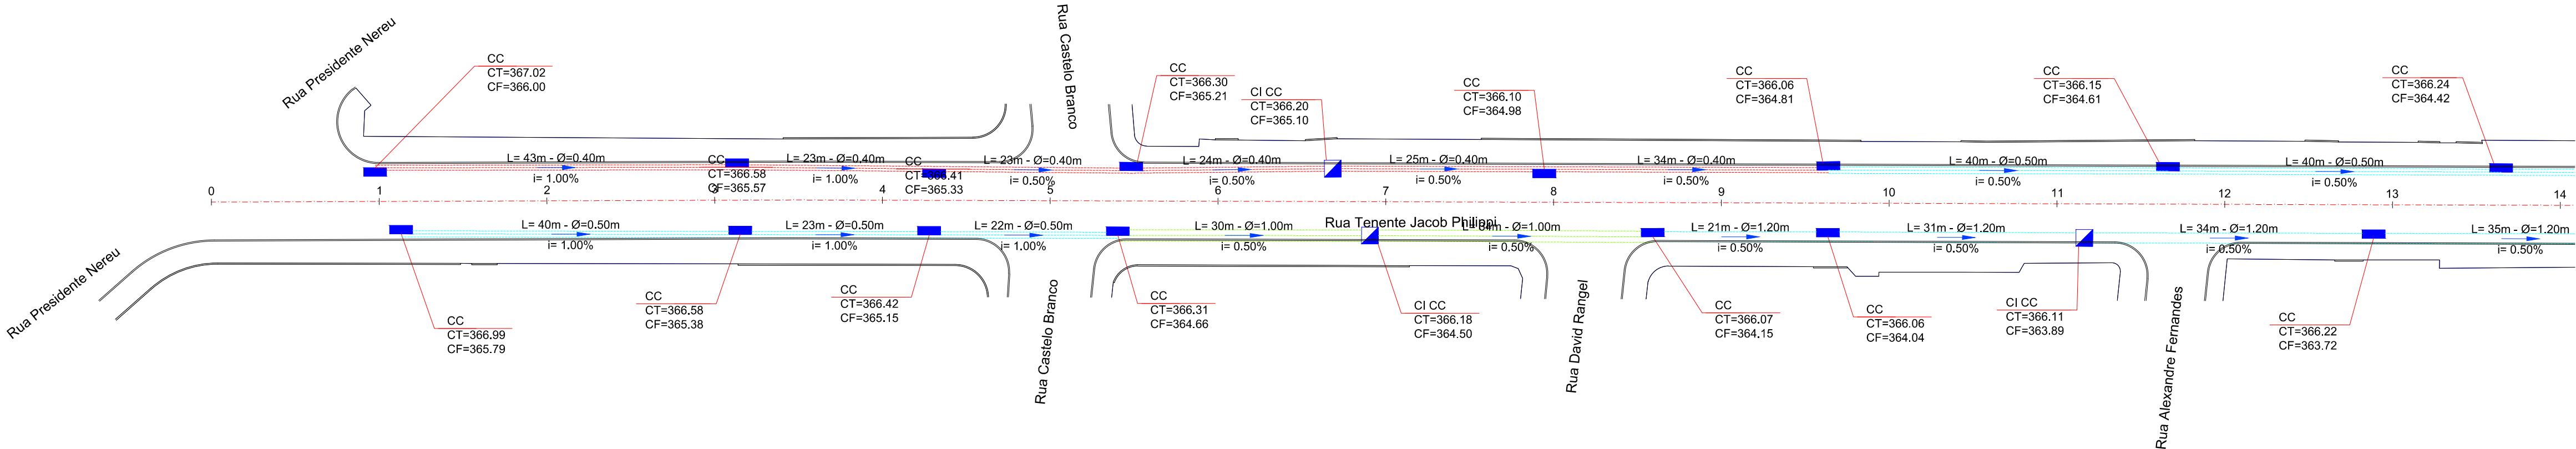 Rua Presidente Nereu
Rua Castelo Branco
CC
CT=367.02
CF=366.00
CC
CT=366.30
CF=365.21
CI CC
CT=366.20
CF=365.10
CC
CT=366.10
CF=364.98
CC
CT=366.06
CF=364.81
CC
CT=366.15
CF=364.61
CC
CT=366.24
CF=364.42
L= 43m - Ø=0.40m
i= 1.00%
CC
CT=366.58
CF=365.57
L= 23m - Ø=0.40m
i= 1.00%
CC
CF=365.33
L= 23m - Ø=0.40m
i= 0.50%
L= 24m - Ø=0.40m
i= 0.50%
L= 25m - Ø=0.40m
i= 0.50%
L= 34m - Ø=0.40m
i= 0.50%
L= 40m - Ø=0.50m
i= 0.50%
L= 40m - Ø=0.50m
i= 0.50%
0 1 2 3 4 5 6 7 8 9 10 11 12 13 14
Rua Tenente Jacob Philippi
L= 40m - Ø=0.50m
i= 1.00%
L= 23m - Ø=0.50m
i= 1.00%
L= 22m - Ø=0.50m
i= 1.00%
L= 30m - Ø=1.00m
i= 0.50%
L= 34m - Ø=1.00m
i= 0.50%
L= 21m - Ø=1.20m
i= 0.50%
L= 31m - Ø=1.20m
i= 0.50%
L= 34m - Ø=1.20m
i= 0.50%
L= 35m - Ø=1.20m
i= 0.50%
Rua Presidente Nereu
CC
CT=366.99
CF=365.79
CC
CT=366.58
CF=365.38
CC
CT=366.42
CF=365.15
Rua Castelo Branco
CC
CT=366.31
CF=364.66
CI CC
CT=366.18
CF=364.50
Rua David Rangel
CC
CT=366.07
CF=364.15
CC
CT=366.06
CF=364.04
CI CC
CT=366.11
CF=363.89
Rua Alexandre Fernandes
CC
CT=366.22
CF=363.72